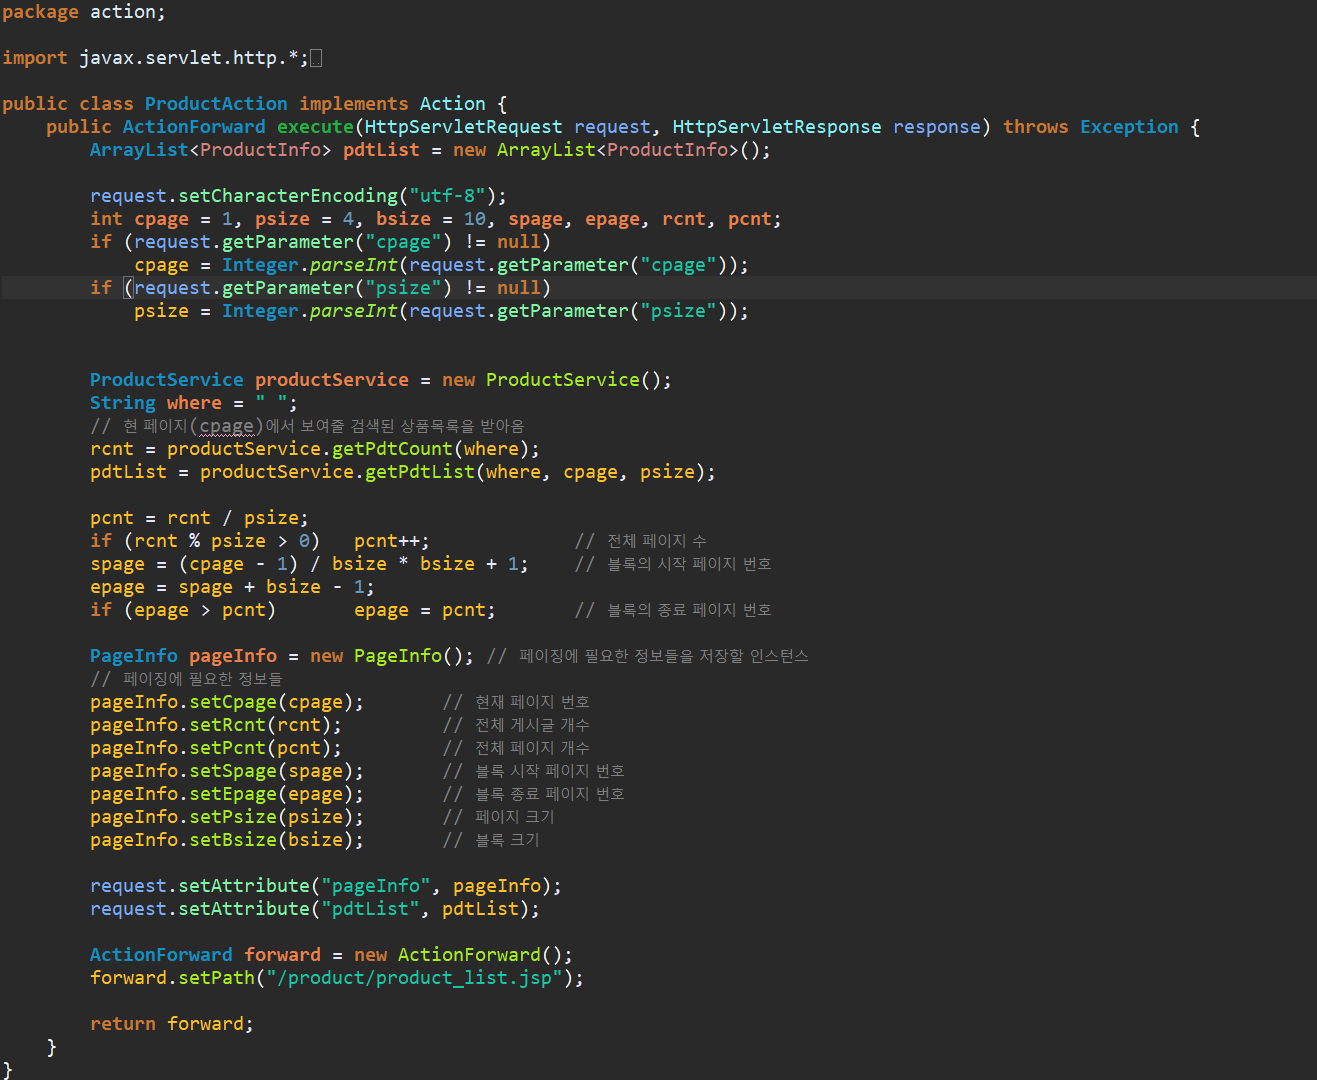 package action;
import javax.servlet.http.*;
public class ProductAction implements Action {
public ActionForward execute(HttpServletRequest request, HttpServletResponse response) throws Exception {
ArrayList<ProductInfo> pdtList = new ArrayList<ProductInfo>();
request.setCharacterEncoding("utf-8");
int cpage = 1, psize = 4, bsize = 10, spage, epage, rcnt, pcnt;
if (request.getParameter("cpage") != null)
cpage = Integer.parseInt(request.getParameter("cpage"));
if (request.getParameter("psize") != null)
psize = Integer.parseInt(request.getParameter("psize"));
ProductService productService = new ProductService();
String where = " ";
// 현 페이지(cpage)에서 보여줄 검색된 상품목록을 받아옴
rcnt = productService.getPdtCount(where);
pdtList = productService.getPdtList(where, cpage, psize);
pcnt = rcnt / psize;
if (rcnt % psize > 0) pcnt++; // 전체 페이지 수
spage = (cpage - 1) / bsize * bsize + 1; // 블록의 시작 페이지 번호
epage = spage + bsize - 1;
if (epage > pcnt) epage = pcnt; // 블록의 종료 페이지 번호
PageInfo pageInfo = new PageInfo(); // 페이징에 필요한 정보들을 저장할 인스턴스
// 페이징에 필요한 정보들
pageInfo.setCpage(cpage); // 현재 페이지 번호
pageInfo.setRcnt(rcnt); // 전체 게시글 개수
pageInfo.setPcnt(pcnt); // 전체 페이지 개수
pageInfo.setSpage(spage); // 블록 시작 페이지 번호
pageInfo.setEpage(epage); // 블록 종료 페이지 번호
pageInfo.setPsize(psize); // 페이지 크기
pageInfo.setBsize(bsize); // 블록 크기
request.setAttribute("pageInfo", pageInfo);
request.setAttribute("pdtList", pdtList);
ActionForward forward = new ActionForward();
forward.setPath("/product/product_list.jsp");
return forward;
}
}